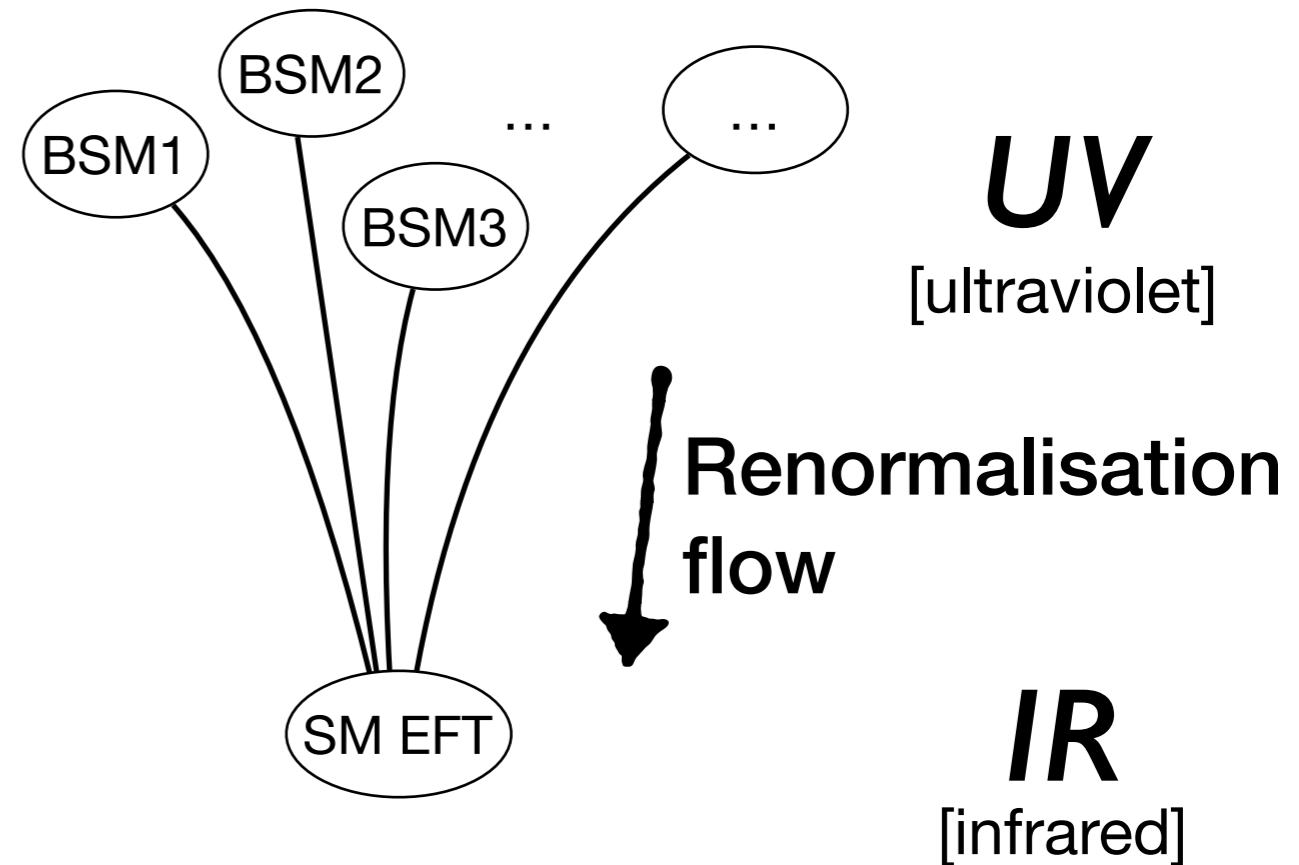 BSM1
BSM2
BSM3
...
...
UV
[ultraviolet]
Renormalisation
flow
SM EFT
IR
[infrared]